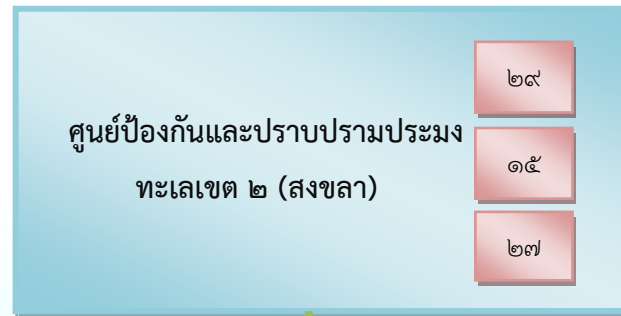 ศูนย์ป้องกันและปราบปรามประมง
ทะเลเขต ๒ (สงขลา)
๒๙
๑๕
๒๗